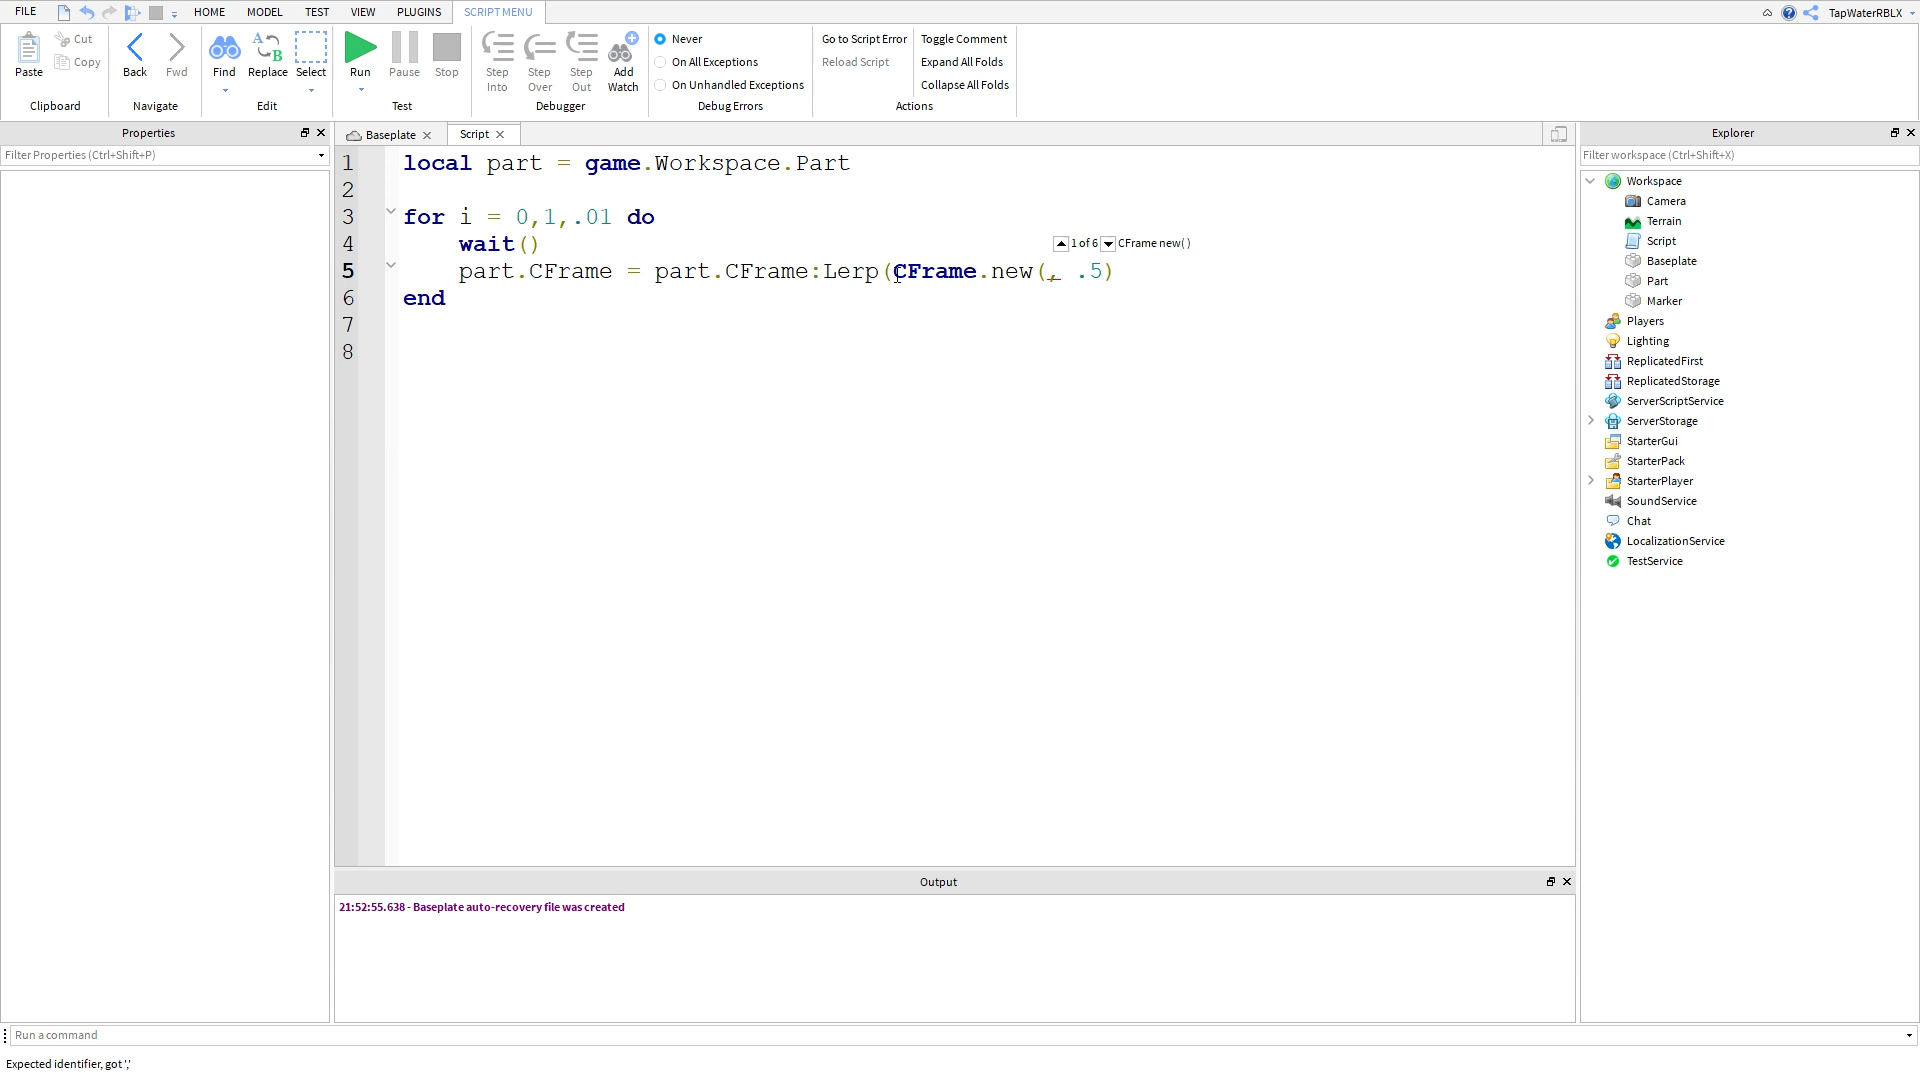 FILE
HOME
MODEL
TEST
VIEW
PLUGINS
SCRIPT MENU
TapWaterRBLX
Paste
Cut
Copy
Clipboard
Back
Fwd
Navigate
Find
Replace
Select
Edit
Run
Pause
Stop
Test
Step Into
Step Over
Step Out
Add Watch
Debugger
Never
On All Exceptions
On Unhandled Exceptions
Debug Errors
Go to Script Error
Reload Script
Toggle Comment
Expand All Folds
Collapse All Folds
Actions
Properties
Filter Properties (Ctrl+Shift+P)
Baseplate
Script
1 local part = game.Workspace.Part
2
3 for i = 0,1,.01 do
4 wait()
1 of 6 CFrame new()
5 part.CFrame = part.CFrame:Lerp(CFrame.new(, .5)
6 end
7
8
Output
21:52:55.638 - Baseplate auto-recovery file was created
Explorer
Filter workspace (Ctrl+Shift+X)
Workspace
Camera
Terrain
Script
Baseplate
Part
Marker
Players
Lighting
ReplicatedFirst
ReplicatedStorage
ServerScriptService
ServerStorage
StarterGui
StarterPack
StarterPlayer
SoundService
Chat
LocalizationService
TestService
Run a command
Expected identifier, got ','